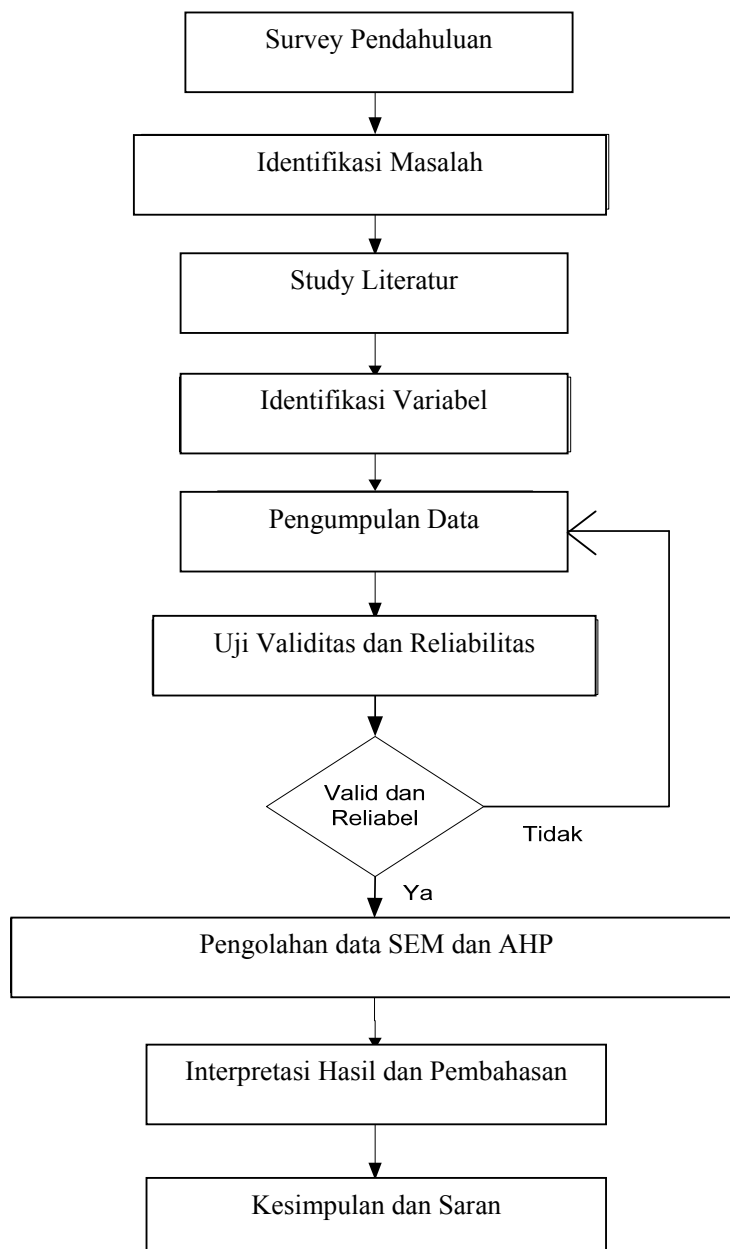 Survey Pendahuluan
Identifikasi Masalah
Study Literatur
Identifikasi Variabel
Pengumpulan Data
Uji Validitas dan Reliabilitas
Valid dan
Reliabel
Tidak
Ya
Pengolahan data SEM dan AHP
Interpretasi Hasil dan Pembahasan
Kesimpulan dan Saran